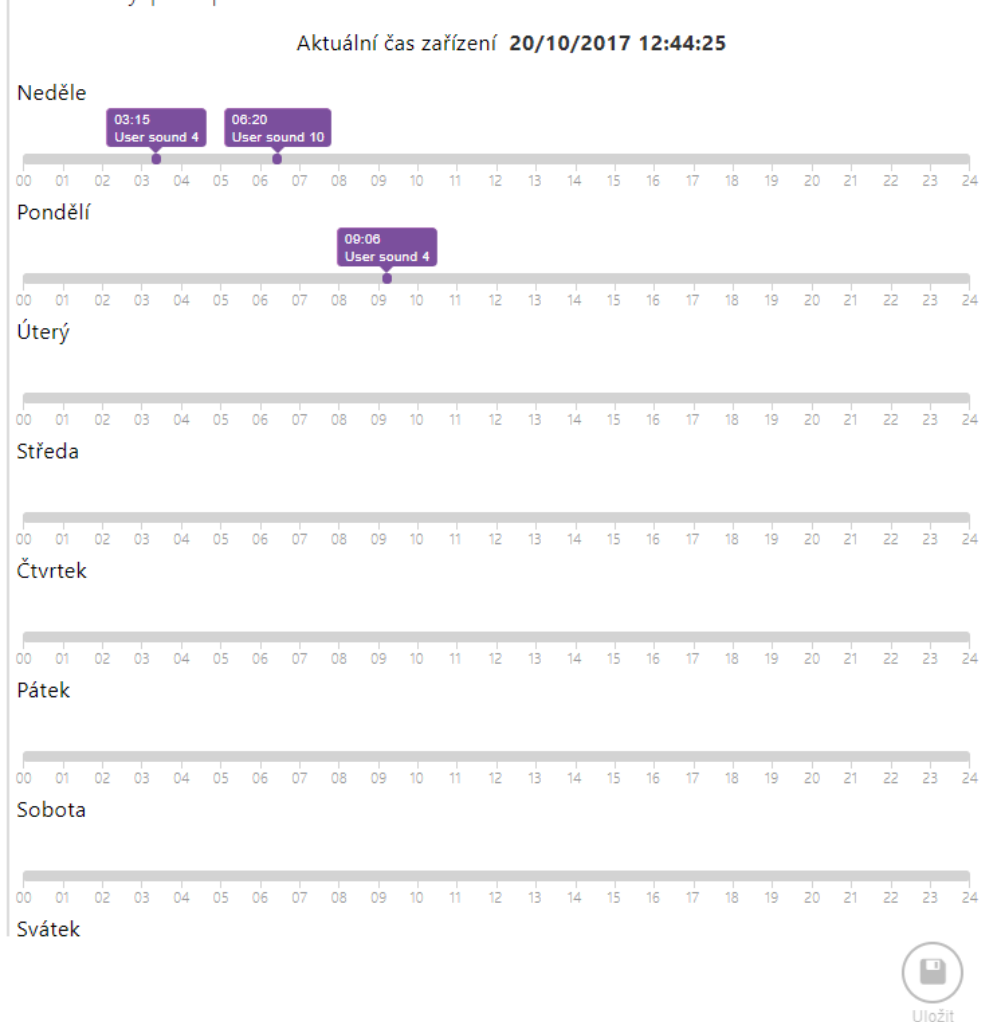 Aktuální čas zařízení 20/10/2017 12:44:25
Neděle
03:15
User sound 4
06:20
User sound 10
00 01 02 03 04 05 06 07 08 09 10 11 12 13 14 15 16 17 18 19 20 21 22 23 24
Pondělí
09:06
User sound 4
00 01 02 03 04 05 06 07 08 09 10 11 12 13 14 15 16 17 18 19 20 21 22 23 24
Úterý
00 01 02 03 04 05 06 07 08 09 10 11 12 13 14 15 16 17 18 19 20 21 22 23 24
Středa
00 01 02 03 04 05 06 07 08 09 10 11 12 13 14 15 16 17 18 19 20 21 22 23 24
Čtvrtek
00 01 02 03 04 05 06 07 08 09 10 11 12 13 14 15 16 17 18 19 20 21 22 23 24
Pátek
00 01 02 03 04 05 06 07 08 09 10 11 12 13 14 15 16 17 18 19 20 21 22 23 24
Sobota
00 01 02 03 04 05 06 07 08 09 10 11 12 13 14 15 16 17 18 19 20 21 22 23 24
Svátek
Uložit